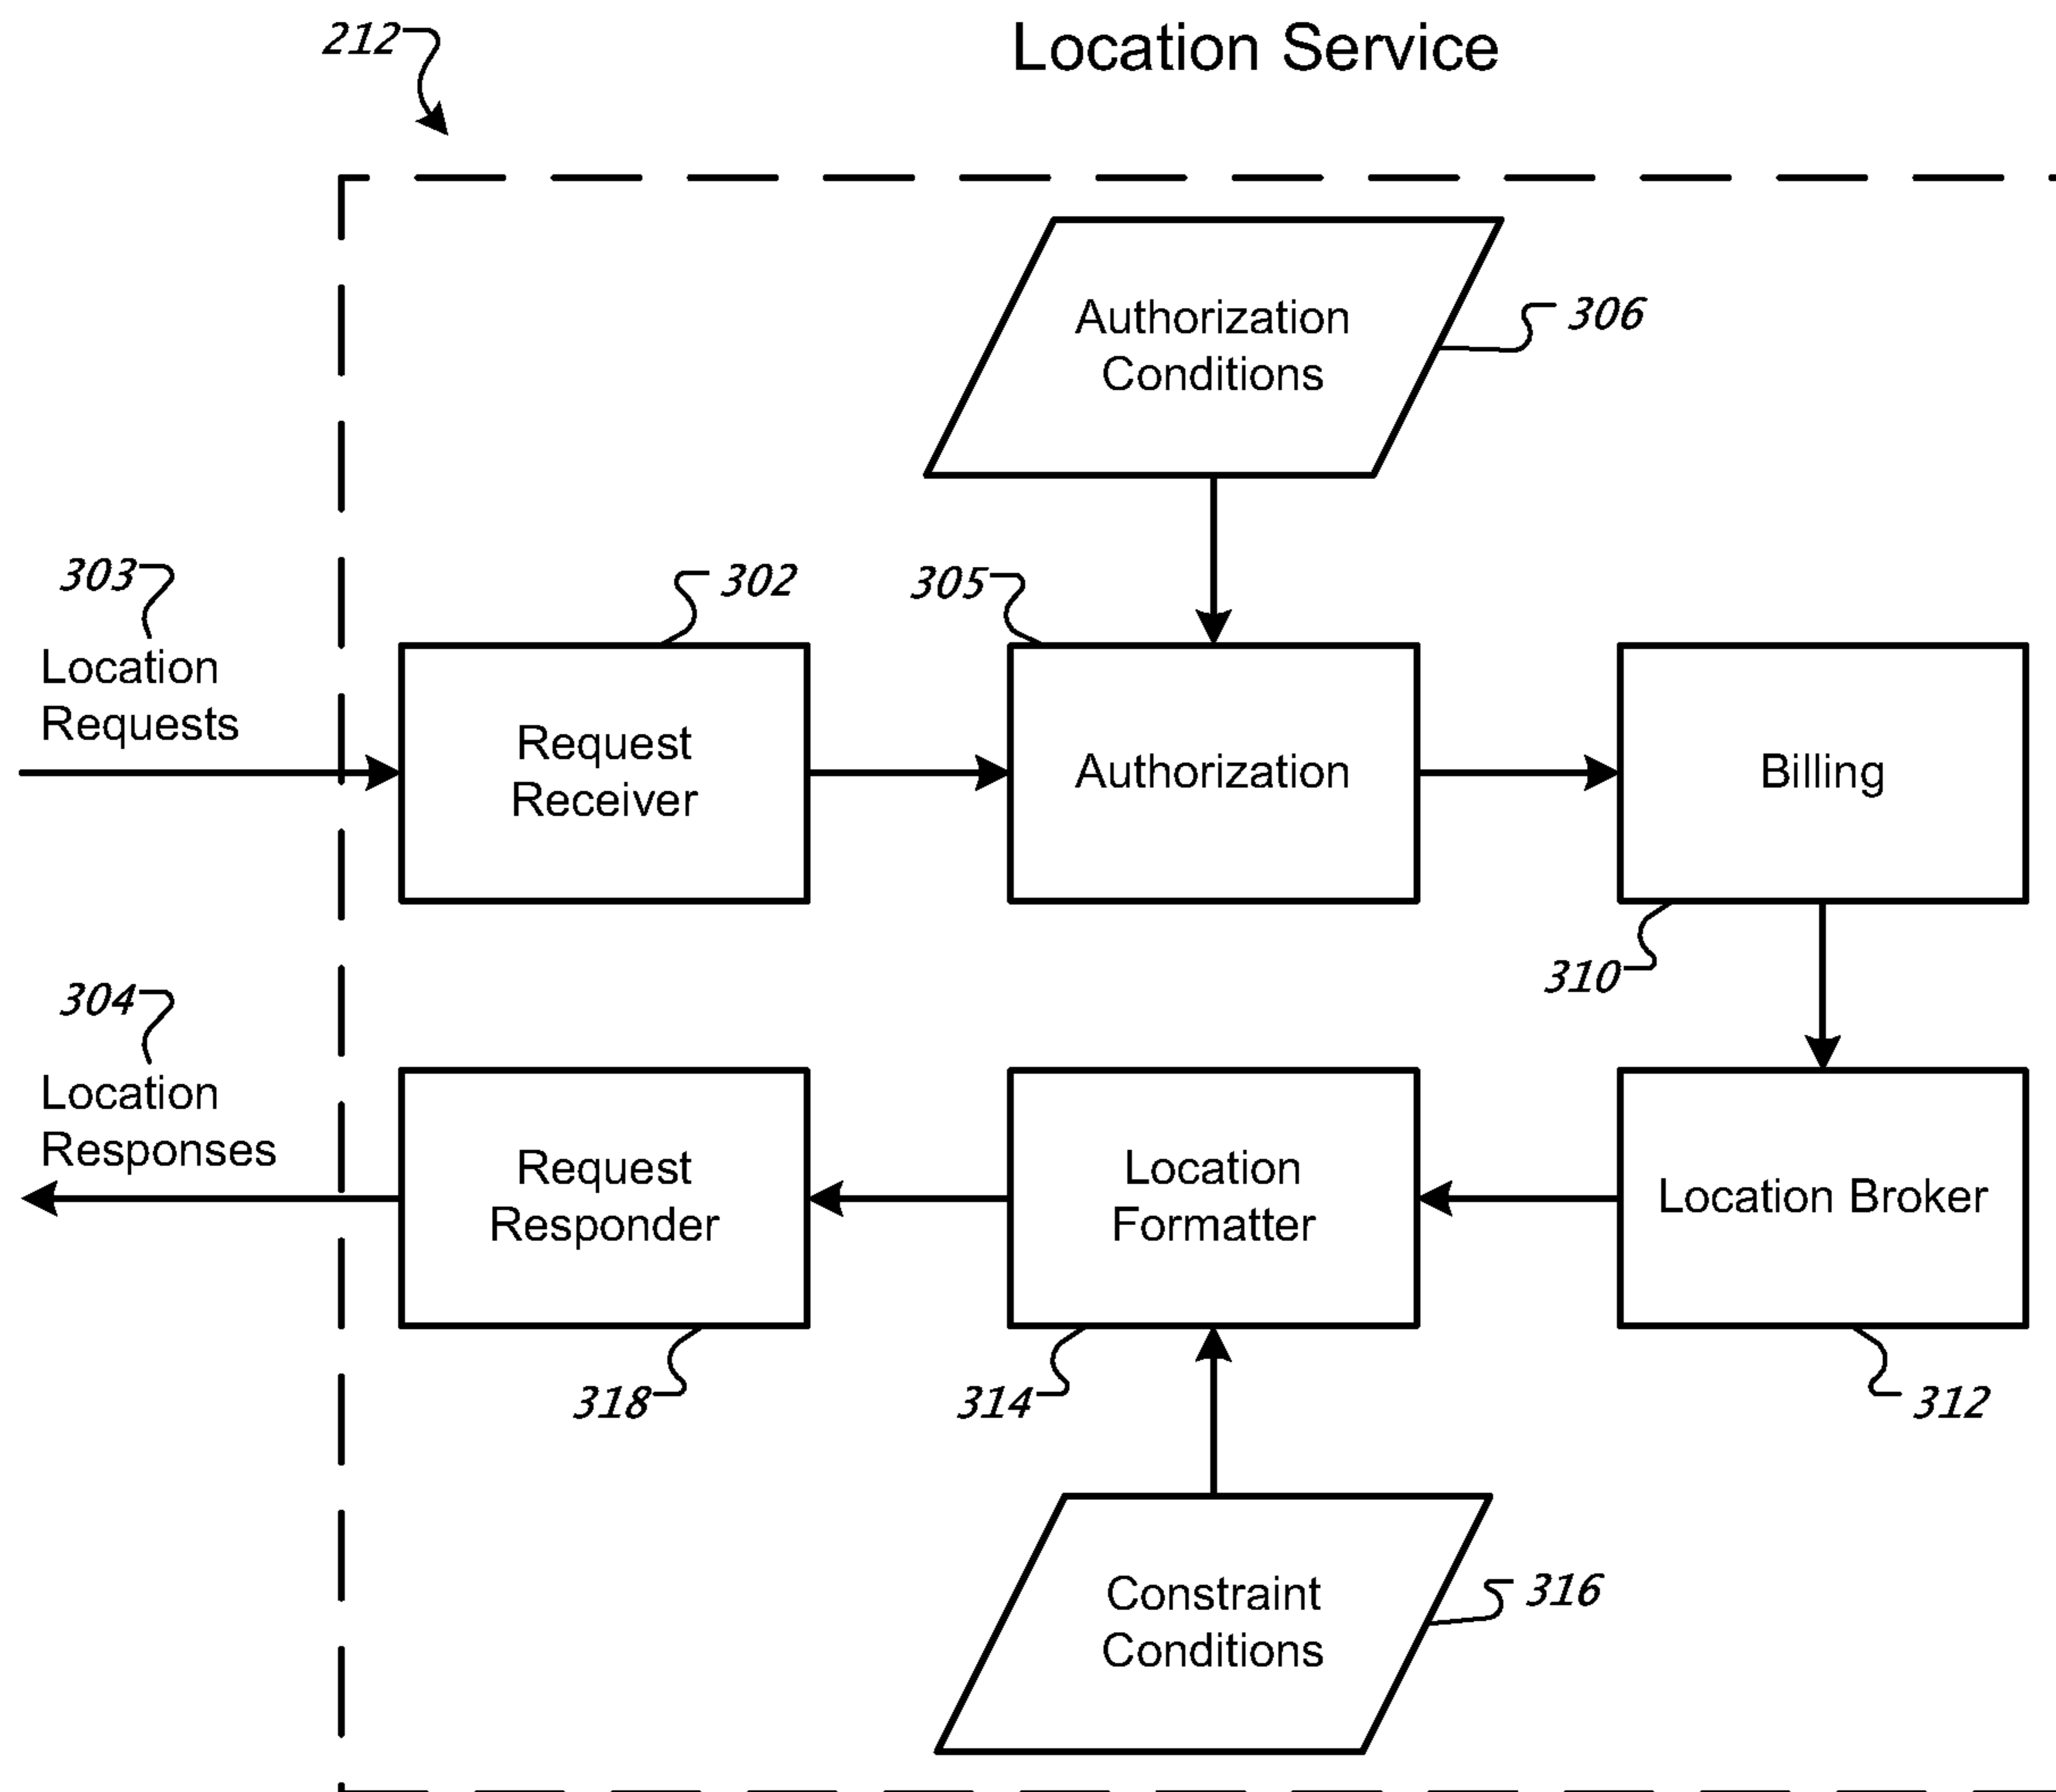 212
Location Service
Authorization
Conditions
306
303
302
305
Location
Requests
Request
Receiver
Authorization
Billing
310
304
Location
Responses
Request
Responder
Location
Formatter
Location Broker
318
314
312
Constraint
Conditions
316